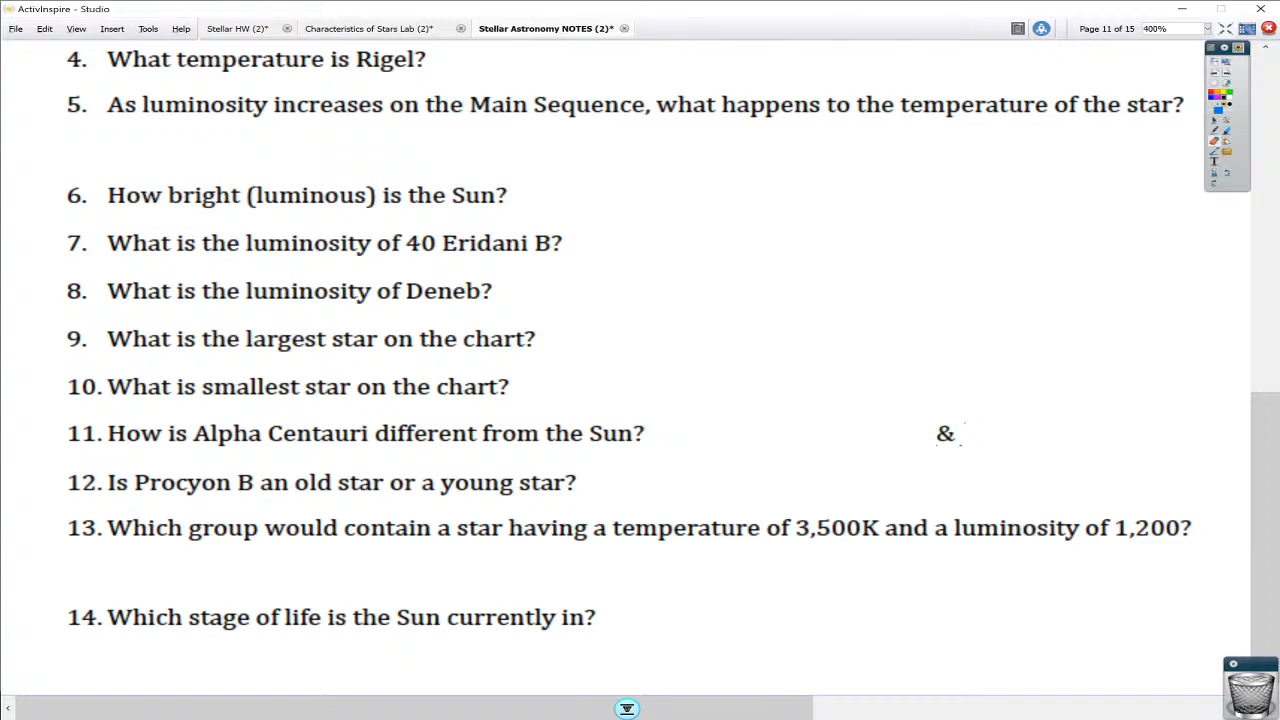 ActivInspire - Studio
File Edit View Insert Tools Help Stellar HW (2)* Characteristics of Stars Lab (2)* Stellar Astronomy NOTES (2)* Page 11 of 15 400%
4. What temperature is Rigel?
5. As luminosity increases on the Main Sequence, what happens to the temperature of the star?
6. How bright (luminous) is the Sun?
7. What is the luminosity of 40 Eridani B?
8. What is the luminosity of Deneb?
9. What is the largest star on the chart?
10. What is smallest star on the chart?
11. How is Alpha Centauri different from the Sun? &
12. Is Procyon B an old star or a young star?
13. Which group would contain a star having a temperature of 3,500K and a luminosity of 1,200?
14. Which stage of life is the Sun currently in?